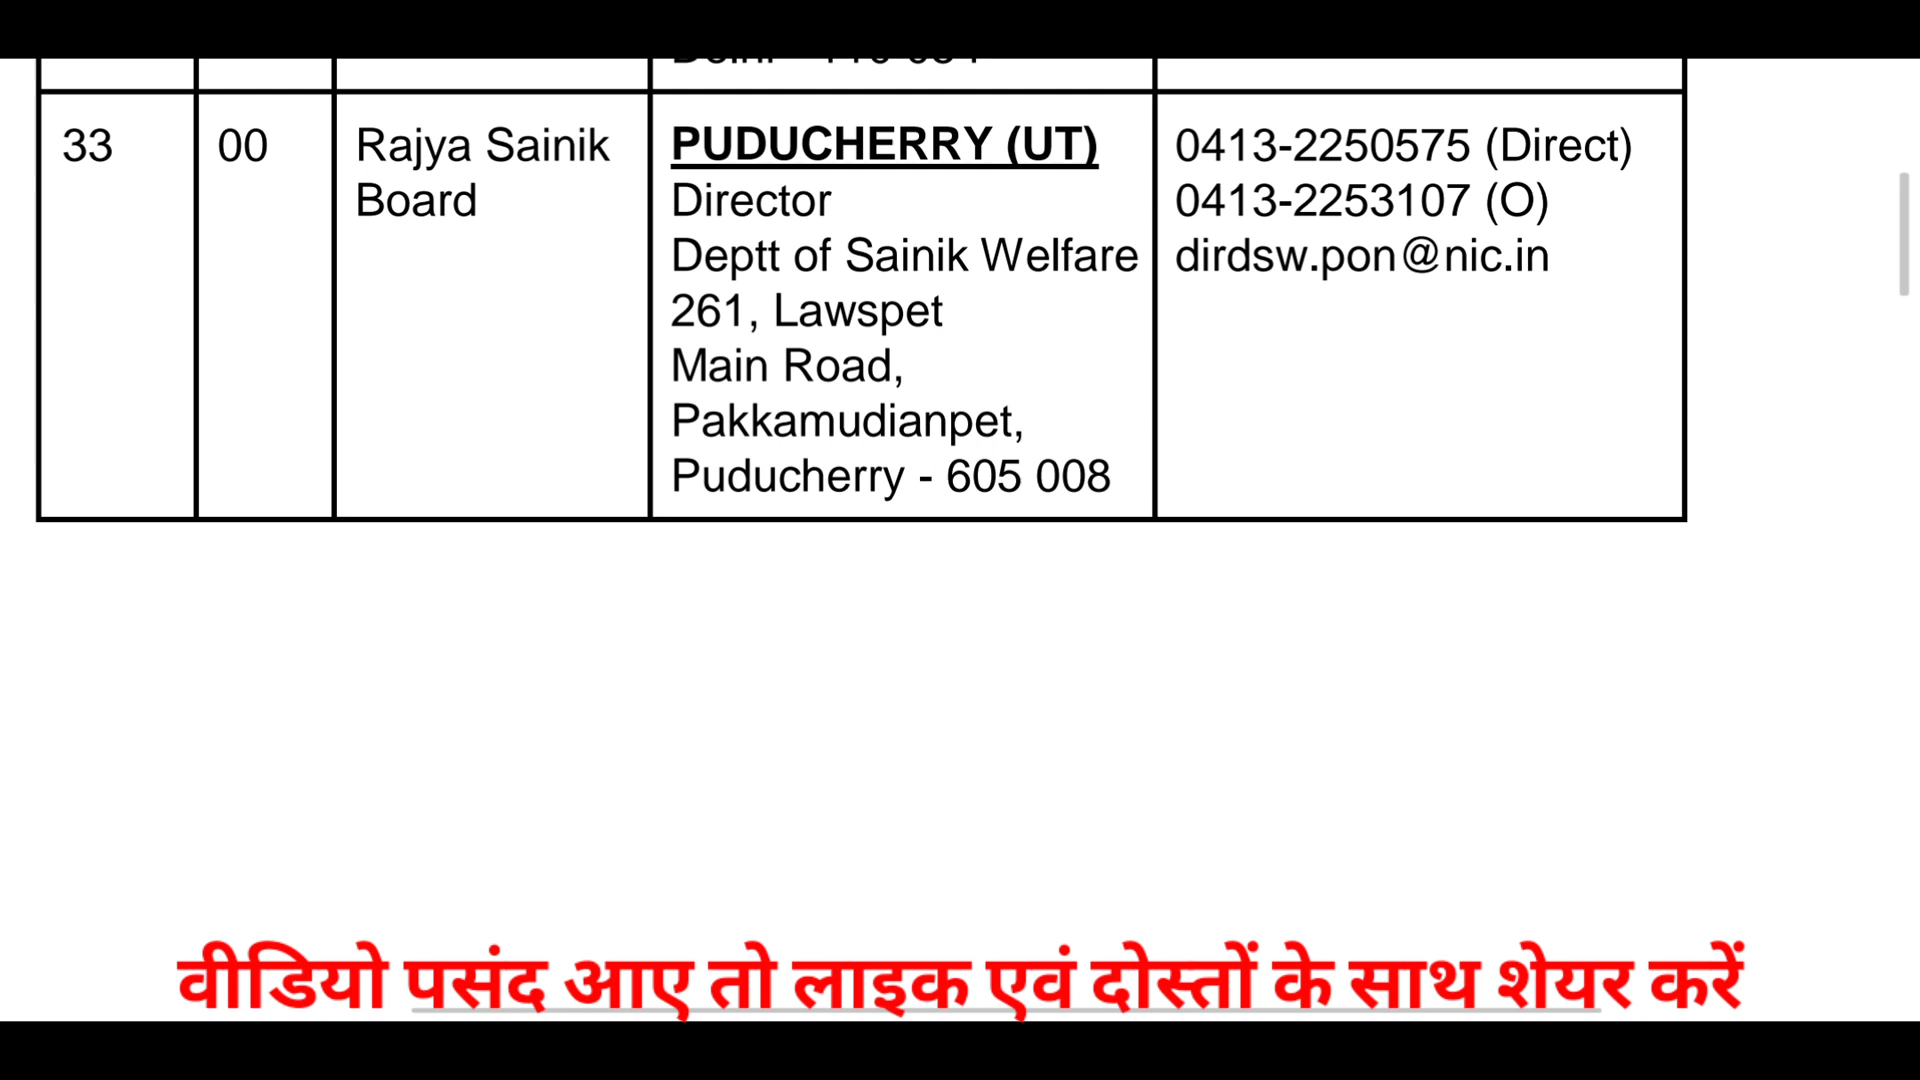 33
00
Rajya Sainik
Board
PUDUCHERRY (UT)
Director
Deptt of Sainik Welfare
261, Lawspet
Main Road,
Pakkamudianpet,
Puducherry - 605 008
0413-2250575 (Direct)
0413-2253107 (O)
dirdsw.pon@nic.in
वीडियो पसंद आए तो लाइक एवं दोस्तों के साथ शेयर करें